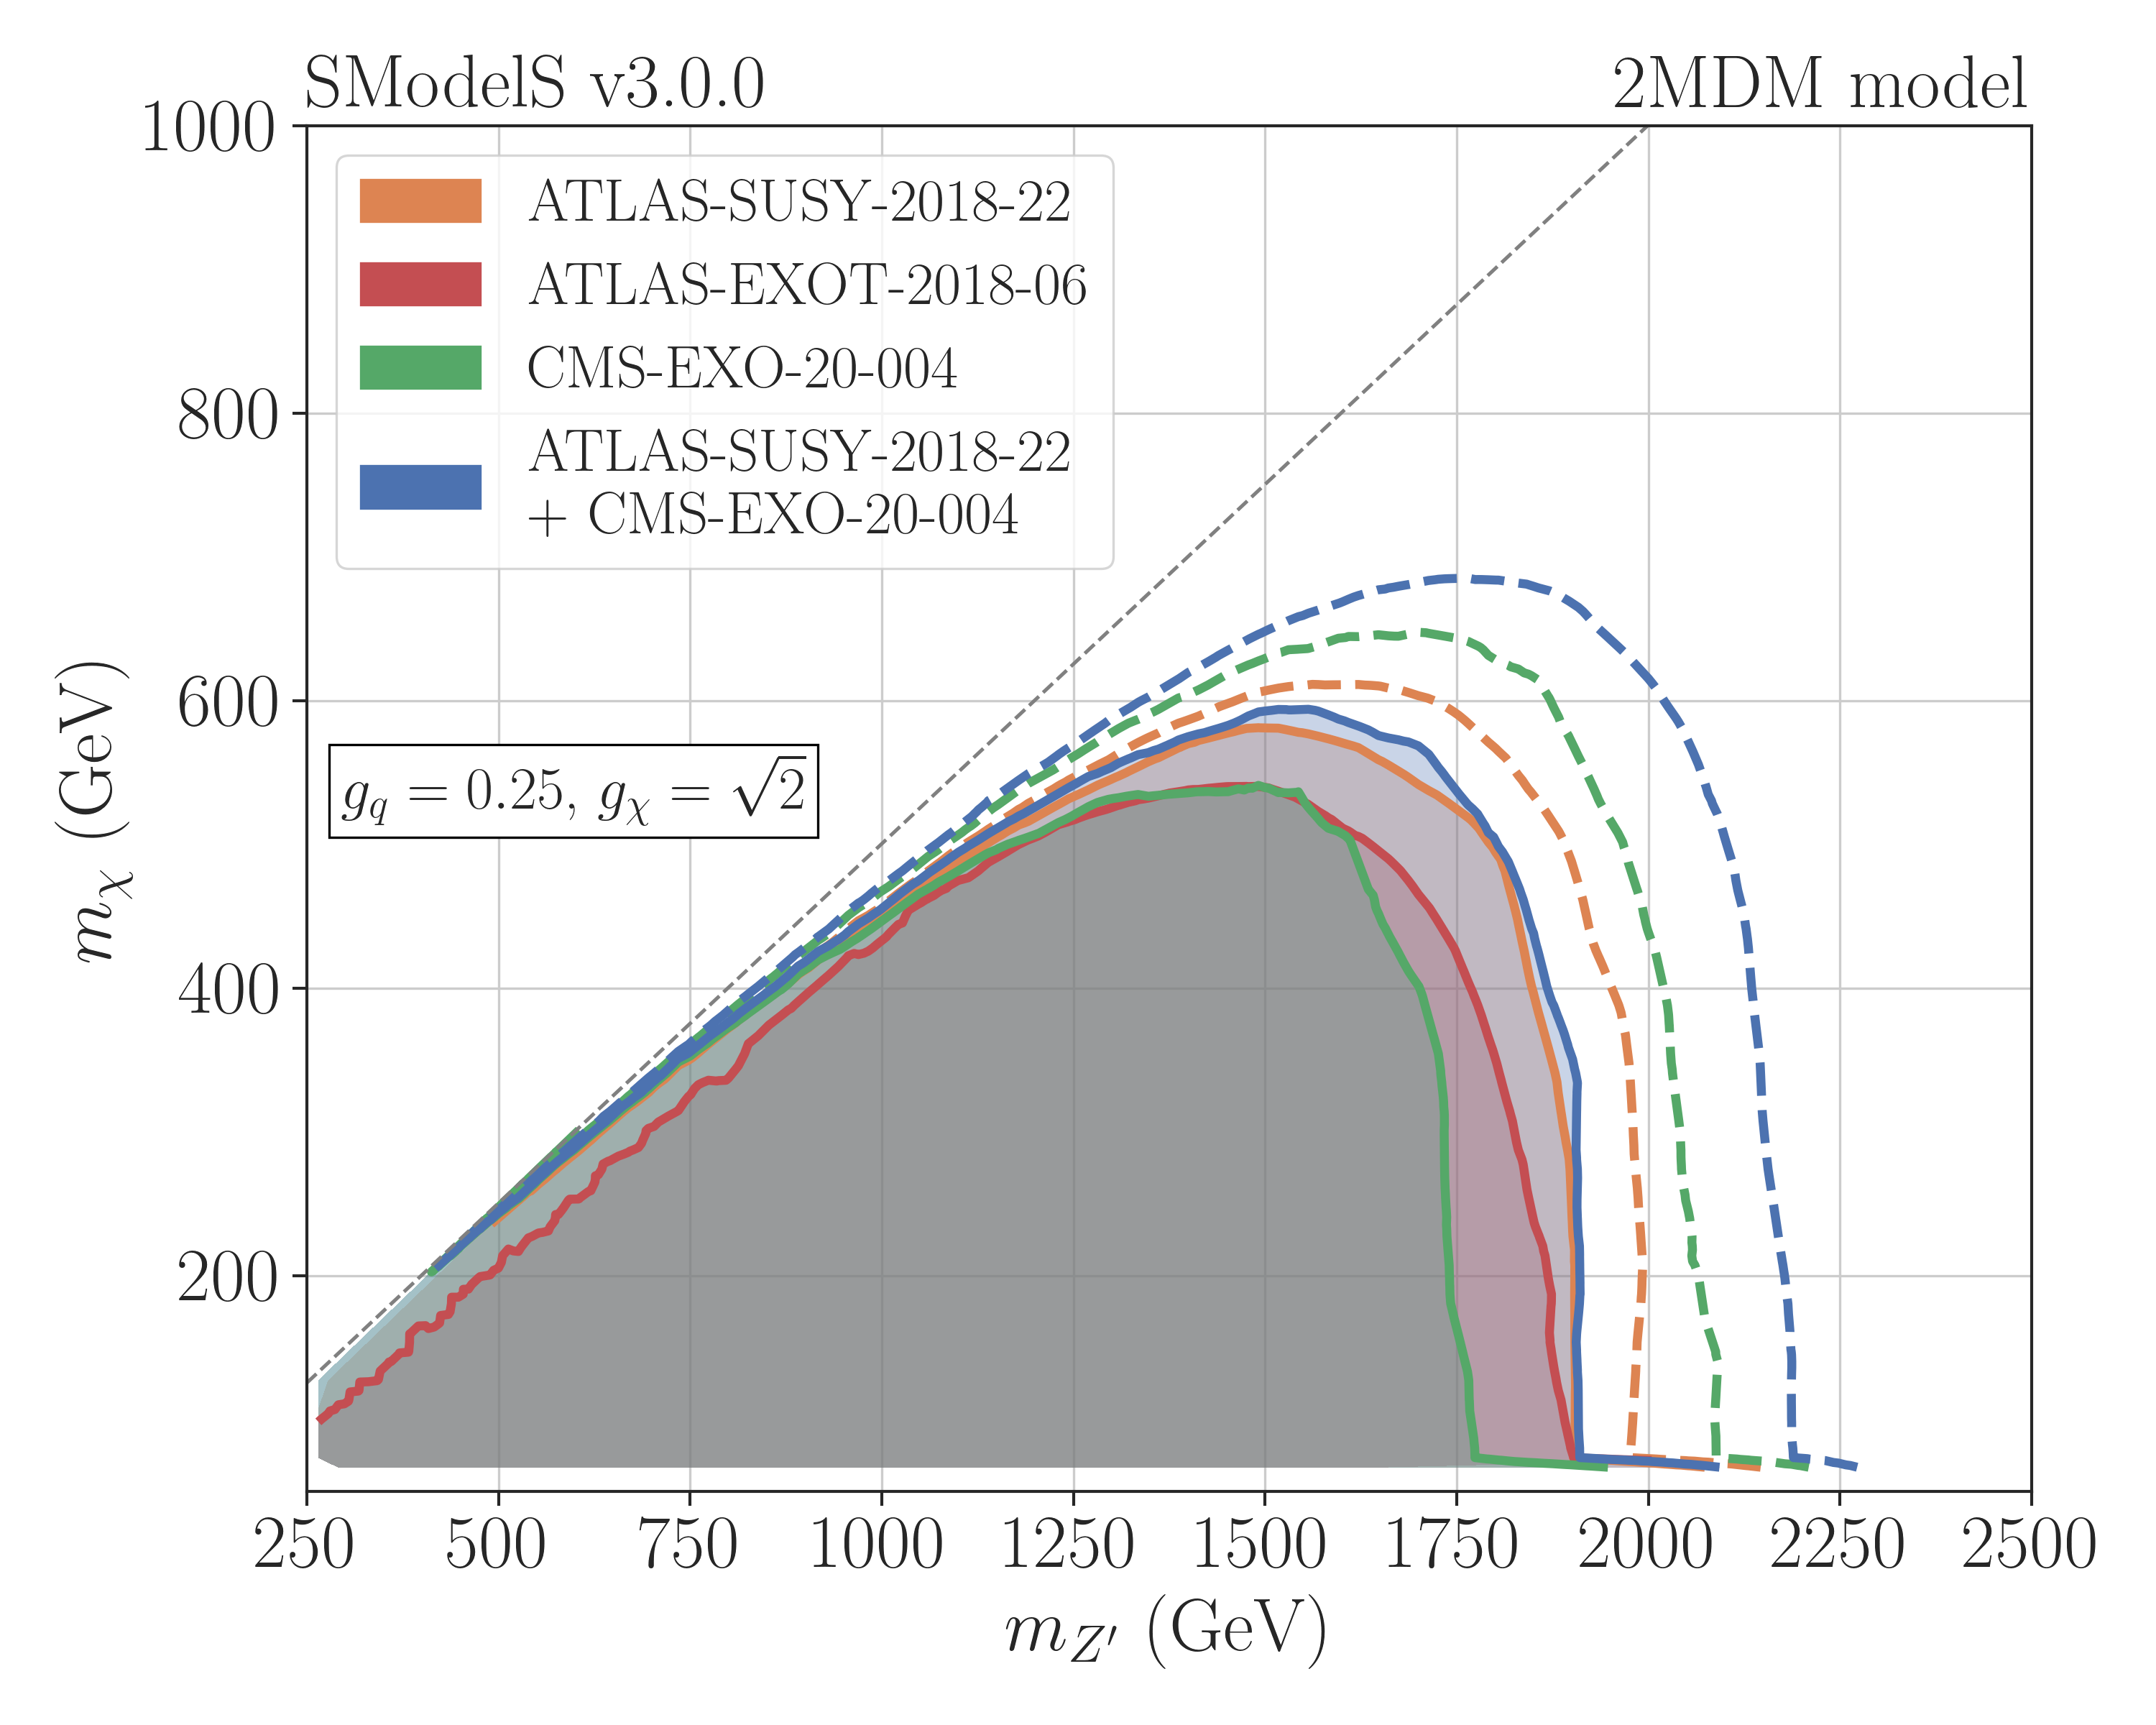 SModelS v3.0.0
2MDM model
ATLAS-SUSY-2018-22
ATLAS-EXOT-2018-06
CMS-EXO-20-004
ATLAS-SUSY-2018-22
+ CMS-EXO-20-004
g_q = 0.25, g_χ = √2
1000
800
600
400
200
m_χ (GeV)
250 500 750 1000 1250 1500 1750 2000 2250 2500
m_Z′ (GeV)